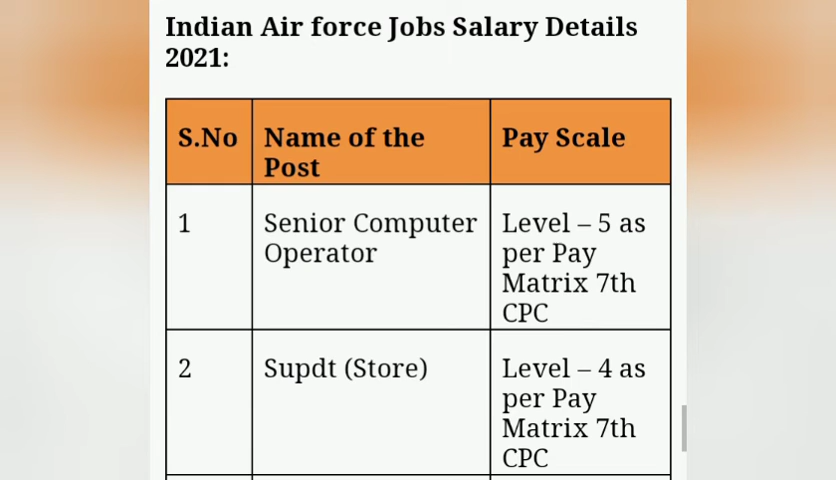 Indian Air force Jobs Salary Details
2021:
S.No
Name of the
Post
Pay Scale
1
Senior Computer
Operator
Level – 5 as
per Pay
Matrix 7th
CPC
2
Supdt (Store)
Level – 4 as
per Pay
Matrix 7th
CPC